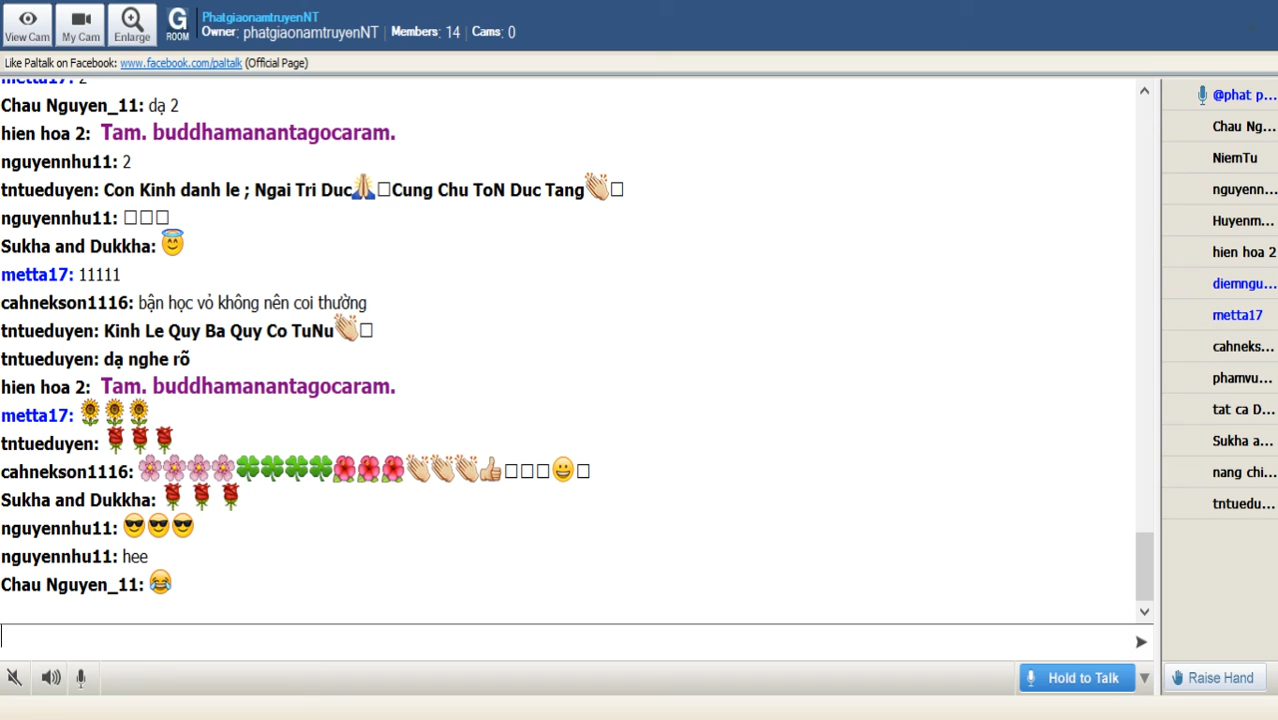 View Cam
My Cam
Enlarge
G ROOM
PhatgiaonamtruyenNT
Owner: phatgiaonamtruyenNT Members: 14 Cams: 0
Like Paltalk on Facebook: www.facebook.com/paltalk (Official Page)
metta17: 2
Chau Nguyen_11: dạ 2
hien hoa 2: Tam. buddhamanantagocaram.
nguyennhu11: 2
tntueduyen: Con Kinh danh le ; Ngai Tri Duc🙏□Cung Chu ToN Duc Tang👏□
nguyennhu11: □□□
Sukha and Dukkha: 😇
metta17: 11111
cahnekson1116: bận học vỏ không nên coi thường
tntueduyen: Kinh Le Quy Ba Quy Co TuNu👏□
tntueduyen: dạ nghe rõ
hien hoa 2: Tam. buddhamanantagocaram.
metta17: 🌻🌻🌻
tntueduyen: 🌹🌹🌹
cahnekson1116: 🌸🌸🌸🌸🍀🍀🍀🍀🌺🌺🌺👏👏👏👍□□□😀□
Sukha and Dukkha: 🌹🌹🌹
nguyennhu11: 😎😎😎
nguyennhu11: hee
Chau Nguyen_11: 😂
@phat p...
Chau Ng...
NiemTu
nguyenn...
Huyenm...
hien hoa 2
diemngu...
metta17
cahneks...
phamvu...
tat ca D...
Sukha a...
nang chi...
tntuedu...
Hold to Talk
Raise Hand